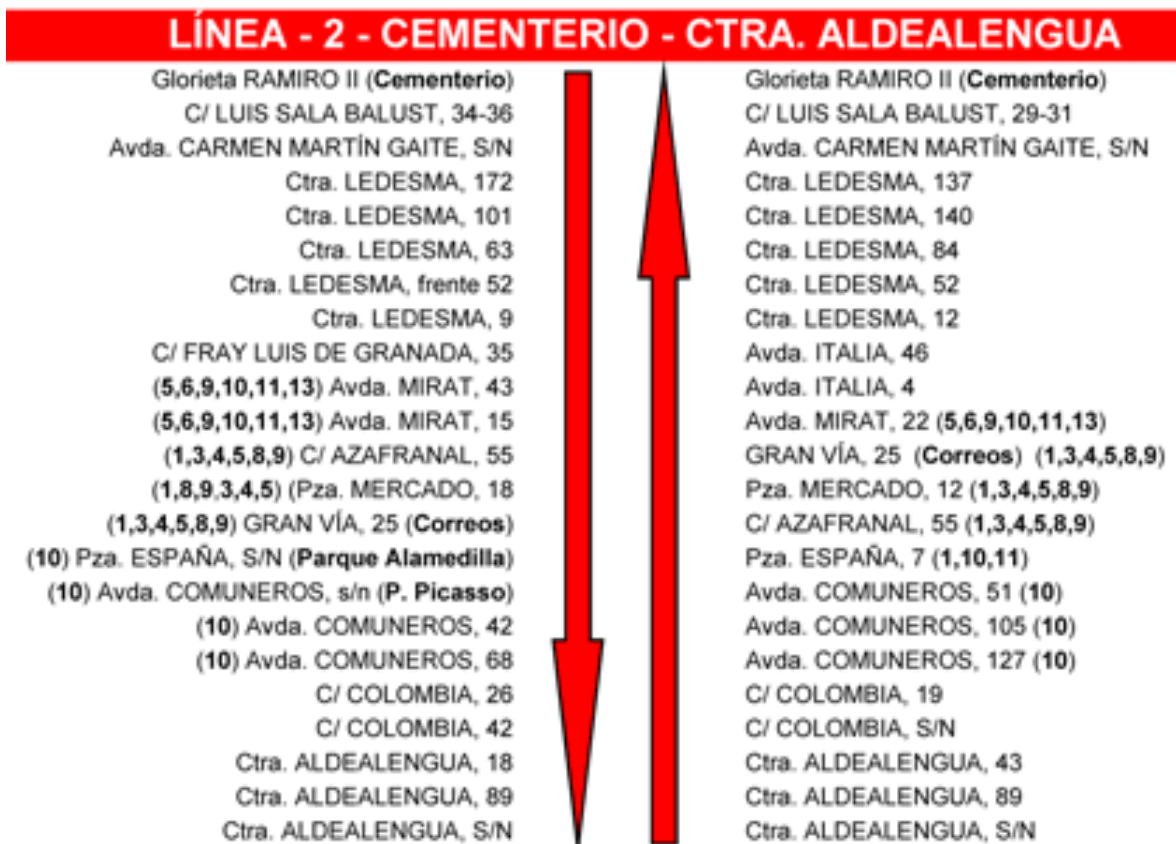 LÍNEA - 2 - CEMENTERIO - CTRA. ALDEALENGUA
Glorieta RAMIRO II (Cementerio)
C/ LUIS SALA BALUST, 34-36
Avda. CARMEN MARTÍN GAITE, S/N
Ctra. LEDESMA, 172
Ctra. LEDESMA, 101
Ctra. LEDESMA, 63
Ctra. LEDESMA, frente 52
Ctra. LEDESMA, 9
C/ FRAY LUIS DE GRANADA, 35
(5,6,9,10,11,13) Avda. MIRAT, 43
(5,6,9,10,11,13) Avda. MIRAT, 15
(1,3,4,5,8,9) C/ AZAFRANAL, 55
(1,8,9.3,4,5) (Pza. MERCADO, 18
(1,3,4,5,8,9) GRAN VÍA, 25 (Correos)
(10) Pza. ESPAÑA, S/N (Parque Alamedilla)
(10) Avda. COMUNEROS, s/n (P. Picasso)
(10) Avda. COMUNEROS, 42
(10) Avda. COMUNEROS, 68
C/ COLOMBIA, 26
C/ COLOMBIA, 42
Ctra. ALDEALENGUA, 18
Ctra. ALDEALENGUA, 89
Ctra. ALDEALENGUA, S/N
Glorieta RAMIRO II (Cementerio)
C/ LUIS SALA BALUST, 29-31
Avda. CARMEN MARTÍN GAITE, S/N
Ctra. LEDESMA, 137
Ctra. LEDESMA, 140
Ctra. LEDESMA, 84
Ctra. LEDESMA, 52
Ctra. LEDESMA, 12
Avda. ITALIA, 46
Avda. ITALIA, 4
Avda. MIRAT, 22 (5,6,9,10,11,13)
GRAN VÍA, 25 (Correos) (1,3,4,5,8,9)
Pza. MERCADO, 12 (1,3,4,5,8,9)
C/ AZAFRANAL, 55 (1,3,4,5,8,9)
Pza. ESPAÑA, 7 (1,10,11)
Avda. COMUNEROS, 51 (10)
Avda. COMUNEROS, 105 (10)
Avda. COMUNEROS, 127 (10)
C/ COLOMBIA, 19
C/ COLOMBIA, S/N
Ctra. ALDEALENGUA, 43
Ctra. ALDEALENGUA, 89
Ctra. ALDEALENGUA, S/N